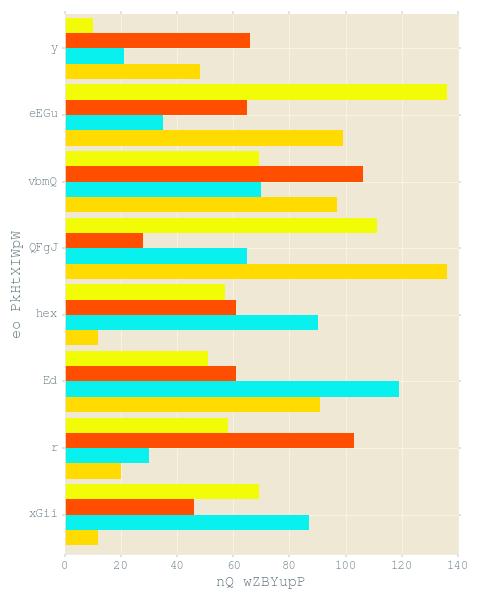 y
eEGu
vbmQ
QFgJ
hex
Ed
r
xGii
eo PkHtXIWpW
0 20 40 60 80 100 120 140
nQ wZBYupP